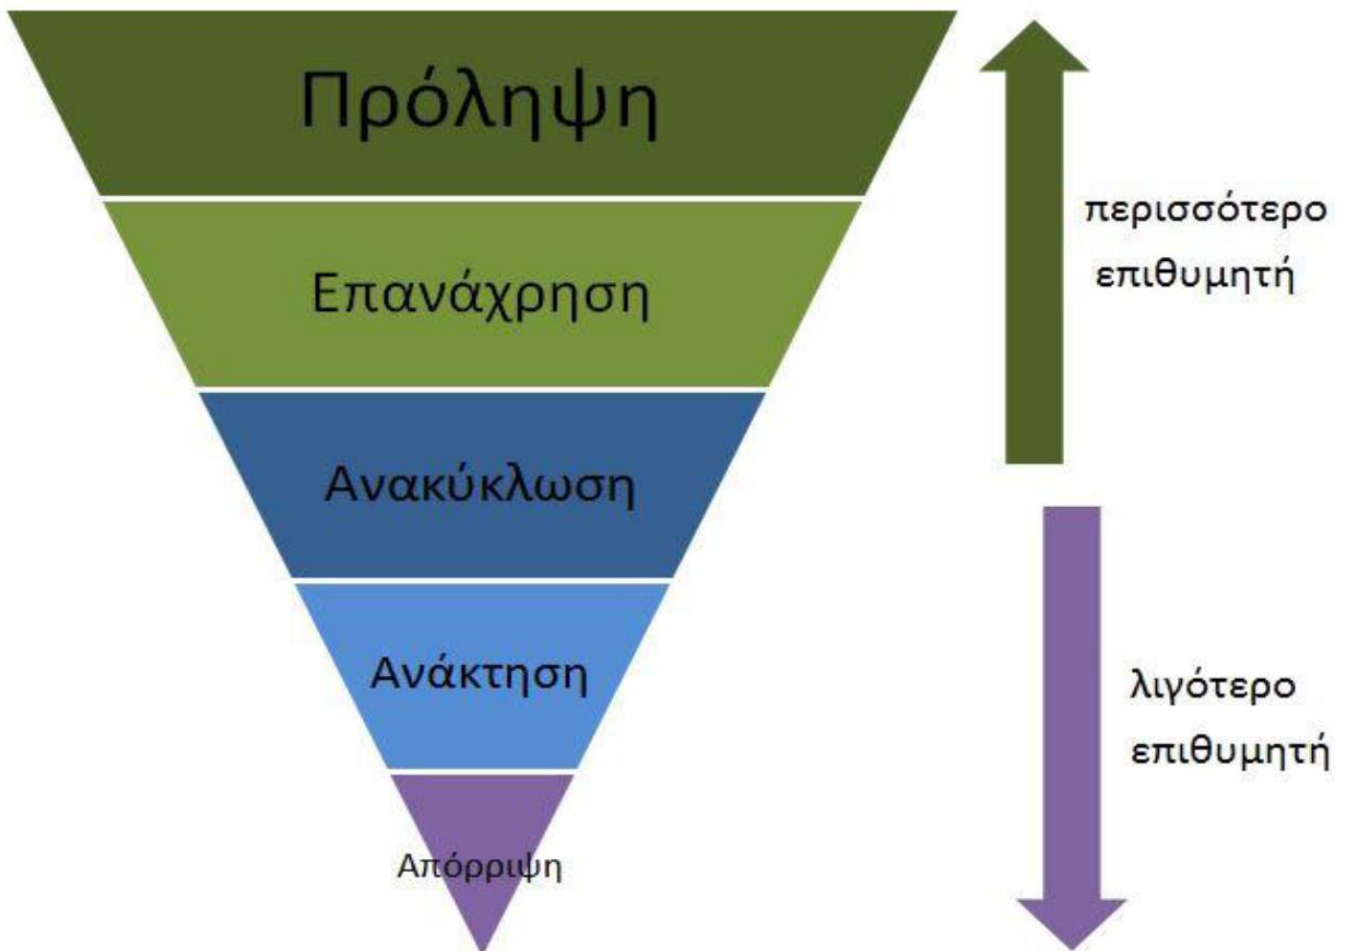 Πρόληψη
Επανάχρηση
Ανακύκλωση
Ανάκτηση
Απόρριψη
περισσότερο
επιθυμητή
λιγότερο
επιθυμητή